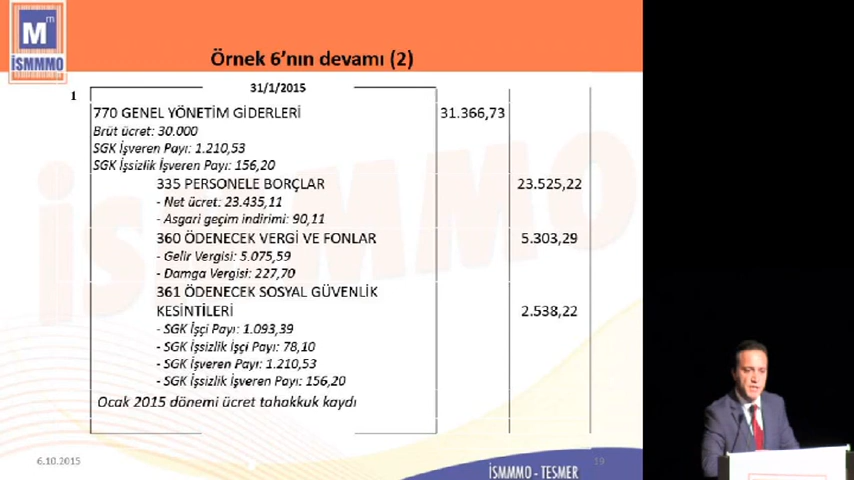 Mm
İSMMMO
Örnek 6'nın devamı (2)
31/1/2015
1
770 GENEL YÖNETİM GİDERLERİ 31.366,73
Brüt ücret: 30.000
SGK İşveren Payı: 1.210,53
SGK İşsizlik İşveren Payı: 156,20
335 PERSONELE BORÇLAR 23.525,22
- Net ücret: 23.435,11
- Asgari geçim indirimi: 90,11
360 ÖDENECEK VERGİ VE FONLAR 5.303,29
- Gelir Vergisi: 5.075,59
- Damga Vergisi: 227,70
361 ÖDENECEK SOSYAL GÜVENLİK
KESİNTİLERİ 2.538,22
- SGK İşçi Payı: 1.093,39
- SGK İşsizlik İşçi Payı: 78,10
- SGK İşveren Payı: 1.210,53
- SGK İşsizlik İşveren Payı: 156,20
Ocak 2015 dönemi ücret tahakkuk kaydı
6.10.2015
İSMMMO - TESMER
19
İSMMMO